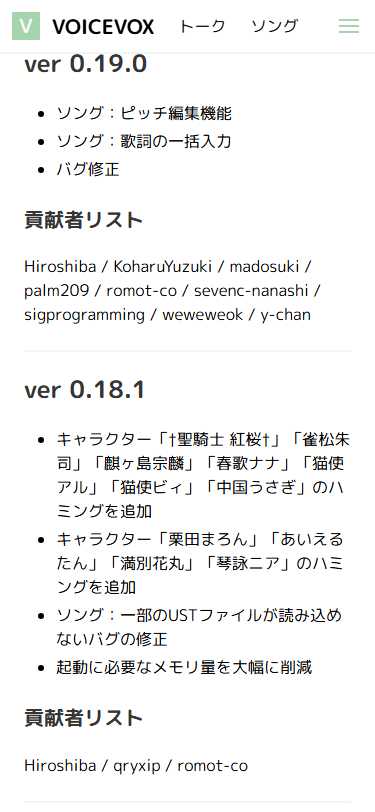 V VOICEVOX トーク ソング
ver 0.19.0
ソング：ピッチ編集機能
ソング：歌詞の一括入力
バグ修正
貢献者リスト
Hiroshiba / KoharuYuzuki / madosuki /
palm209 / romot-co / sevenc-nanashi /
sigprogramming / weweweok / y-chan
ver 0.18.1
キャラクター「†聖騎士 紅桜†」「雀松朱
司」「麒ヶ島宗麟」「春歌ナナ」「猫使
アル」「猫使ビィ」「中国うさぎ」のハ
ミングを追加
キャラクター「栗田まろん」「あいえる
たん」「満別花丸」「琴詠ニア」のハミ
ングを追加
ソング：一部のUSTファイルが読み込め
ないバグの修正
起動に必要なメモリ量を大幅に削減
貢献者リスト
Hiroshiba / qryxip / romot-co